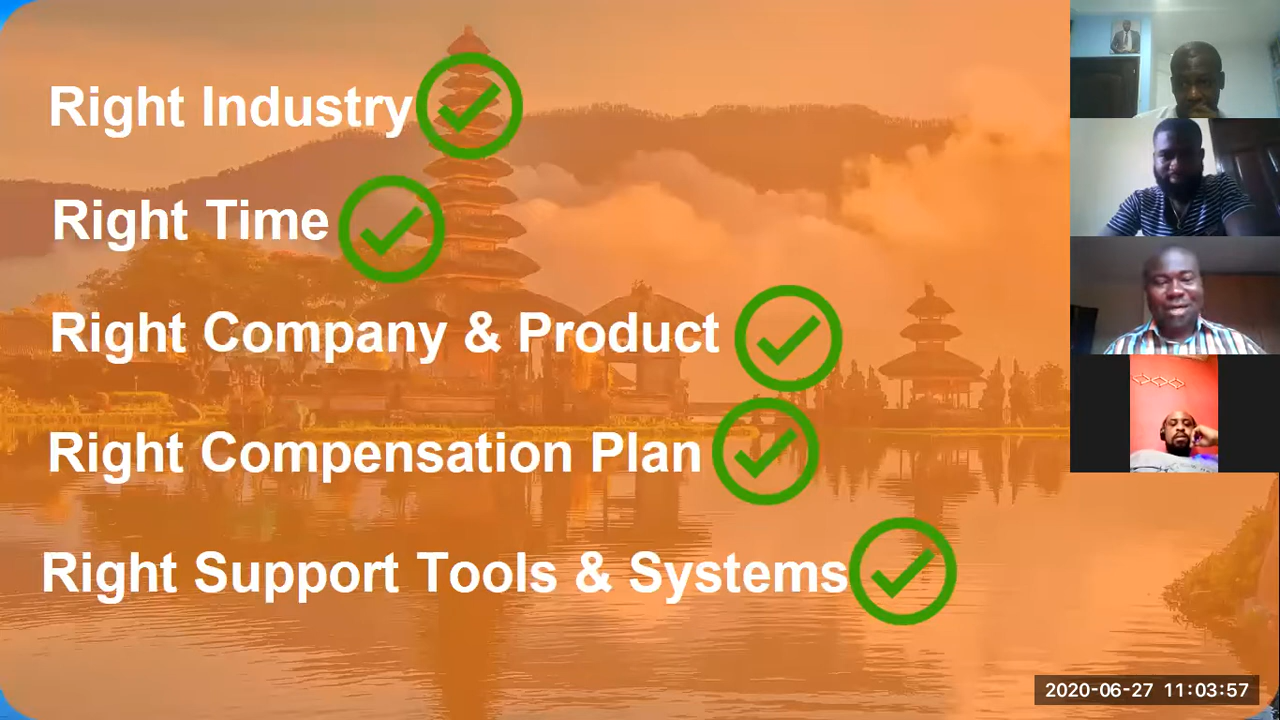 Right Industry
Right Time
Right Company & Product
Right Compensation Plan
Right Support Tools & Systems
2020-06-27 11:03:57